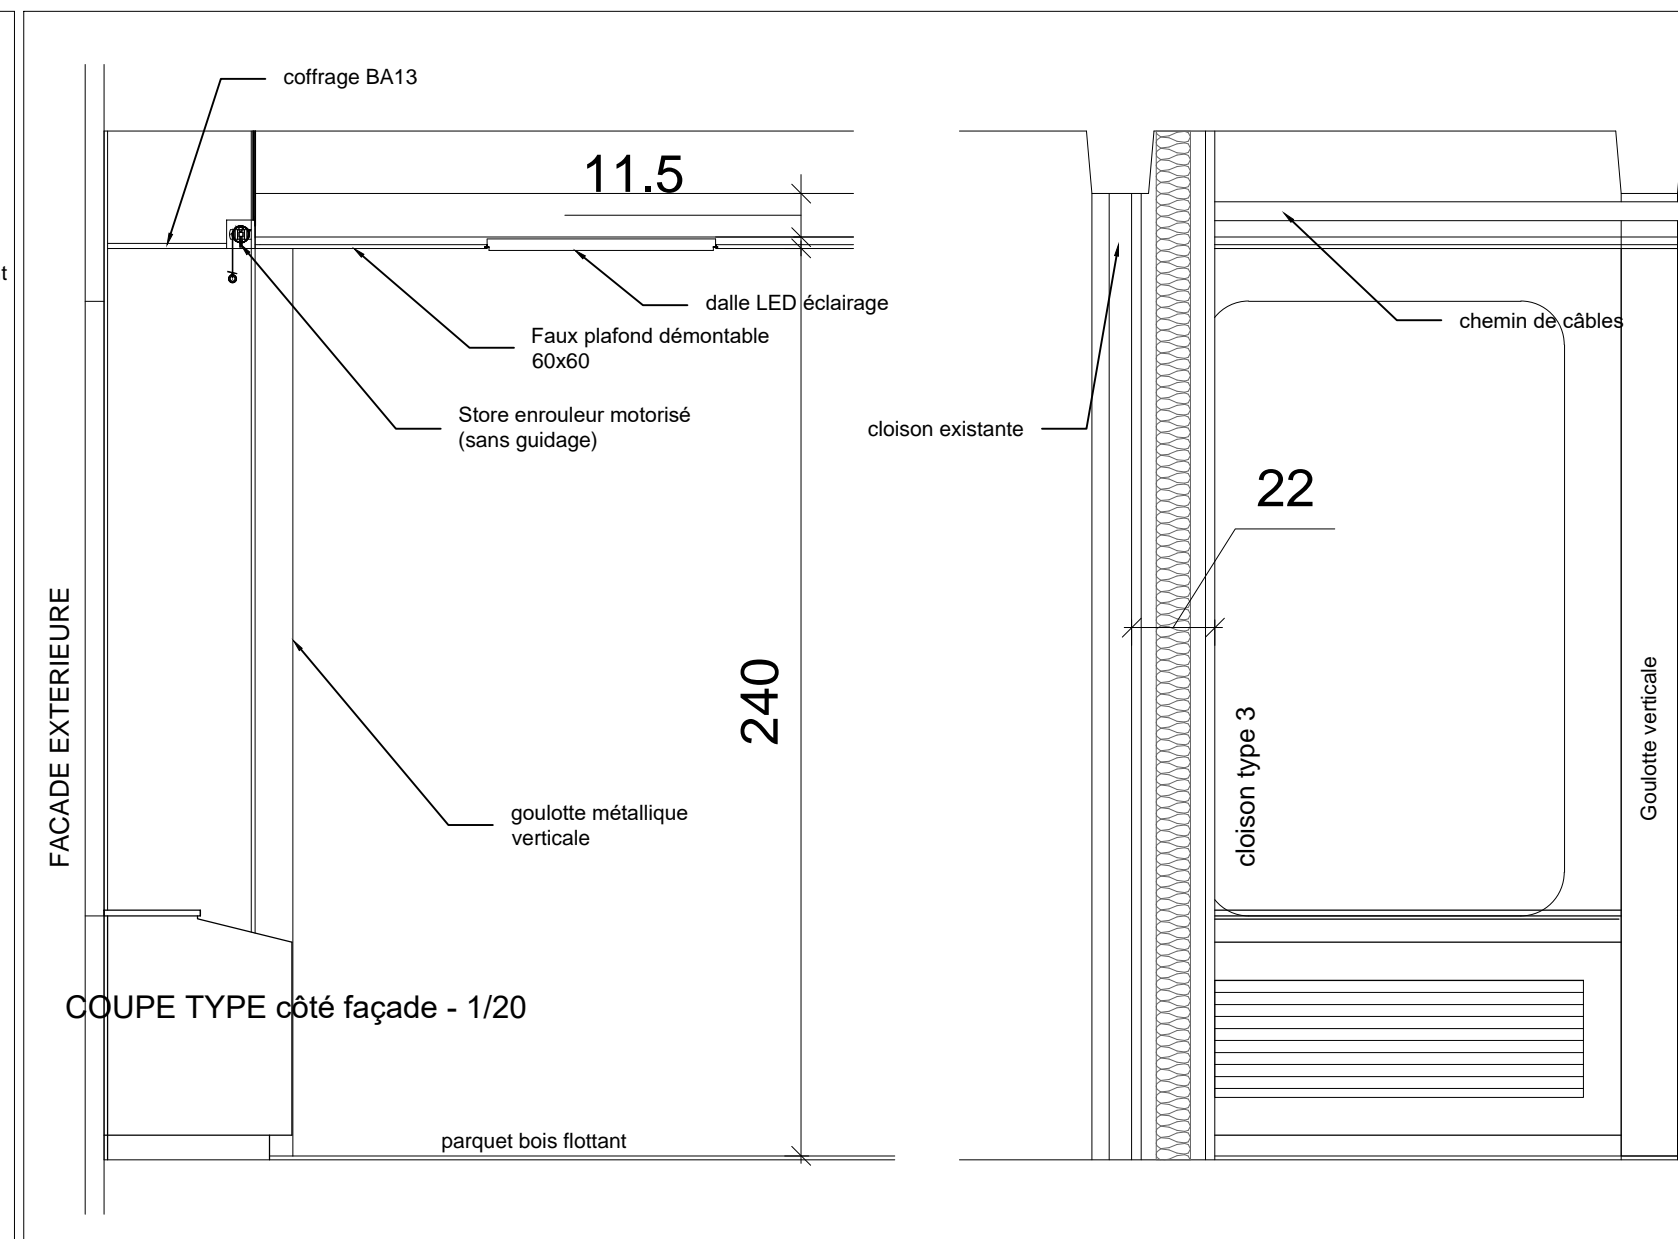 coffrage BA13
11.5
t
dalle LED éclairage
Faux plafond démontable
60x60
Store enrouleur motorisé
(sans guidage)
cloison existante
chemin de câbles
22
FACADE EXTERIEURE
240
goulotte métallique
verticale
cloison type 3
Goulotte verticale
COUPE TYPE côté façade - 1/20
parquet bois flottant